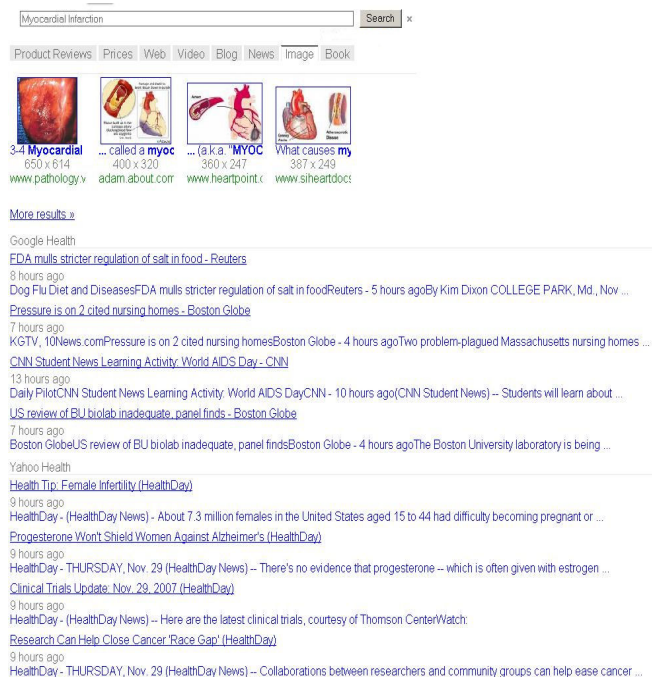 Myocardial Infarction
Search ×
Product Reviews Prices Web Video Blog News Image Book
3-4 Myocardial ... called a myoc ... (a.k.a. "MYOC What causes my
650 x 614 400 x 320 360 x 247 387 x 249
www.pathology.v adam.about.com www.heartpoint.c www.siheartdocs
More results »
Google Health
FDA mulls stricter regulation of salt in food - Reuters
8 hours ago
Dog Flu Diet and DiseasesFDA mulls stricter regulation of salt in foodReuters - 5 hours agoBy Kim Dixon COLLEGE PARK, Md., Nov ...
Pressure is on 2 cited nursing homes - Boston Globe
7 hours ago
KGTV, 10News.comPressure is on 2 cited nursing homesBoston Globe - 4 hours agoTwo problem-plagued Massachusetts nursing homes ...
CNN Student News Learning Activity: World AIDS Day - CNN
13 hours ago
Daily PilotCNN Student News Learning Activity: World AIDS DayCNN - 10 hours ago(CNN Student News) -- Students will learn about ...
US review of BU biolab inadequate, panel finds - Boston Globe
7 hours ago
Boston GlobeUS review of BU biolab inadequate, panel findsBoston Globe - 4 hours agoThe Boston University laboratory is being ...
Yahoo Health
Health Tip: Female Infertility (HealthDay)
9 hours ago
HealthDay - (HealthDay News) - About 7.3 million females in the United States aged 15 to 44 had difficulty becoming pregnant or ...
Progesterone Won't Shield Women Against Alzheimer's (HealthDay)
9 hours ago
HealthDay - THURSDAY, Nov. 29 (HealthDay News) -- There's no evidence that progesterone -- which is often given with estrogen ...
Clinical Trials Update: Nov. 29, 2007 (HealthDay)
9 hours ago
HealthDay - (HealthDay News) -- Here are the latest clinical trials, courtesy of Thomson CenterWatch:
Research Can Help Close Cancer 'Race Gap' (HealthDay)
9 hours ago
HealthDay - THURSDAY, Nov. 29 (HealthDay News) -- Collaborations between researchers and community groups can help ease cancer ...